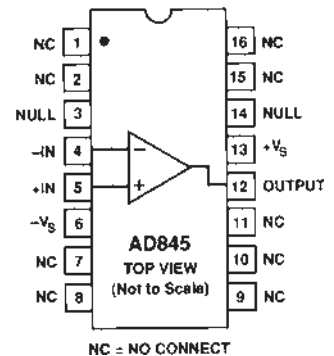 NC 1
16 NC
NC 2
15 NC
NULL 3
14 NULL
–IN 4
–
13 +VS
+IN 5
+
12 OUTPUT
–VS 6
11 NC
AD845
NC 7
TOP VIEW
10 NC
(Not to Scale)
NC 8
9 NC
NC = NO CONNECT